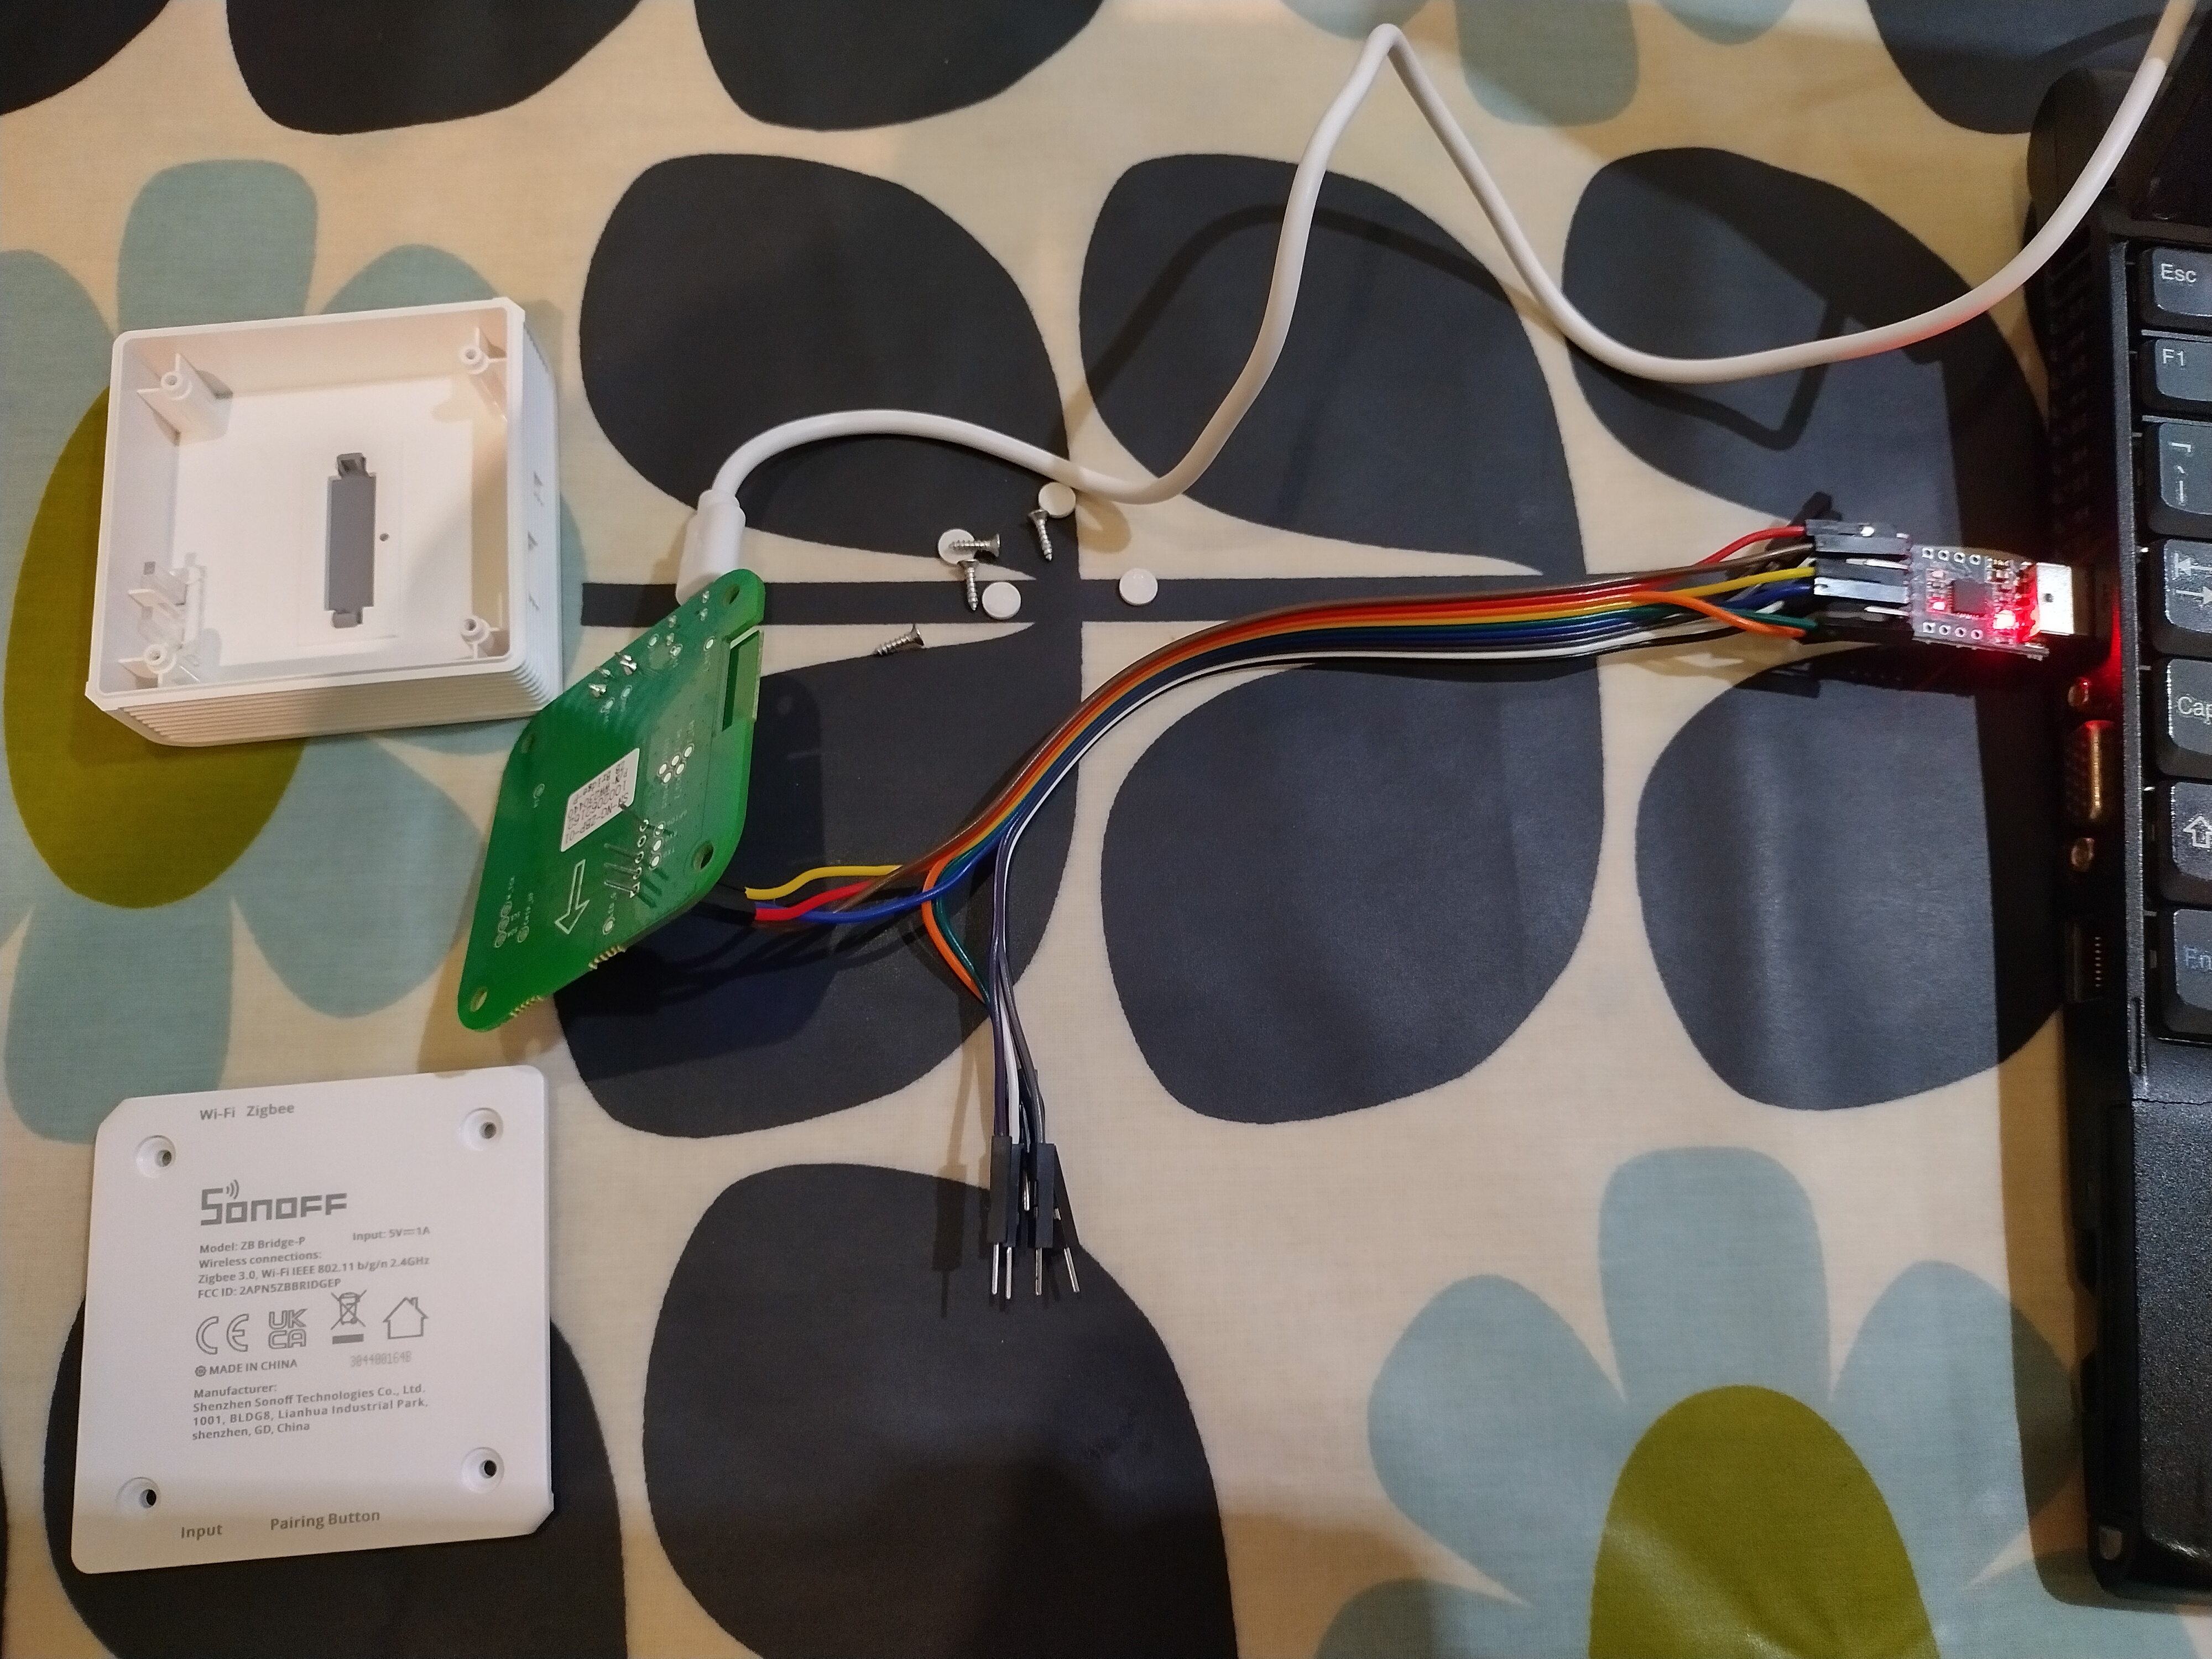 Wi-Fi Zigbee
SONOFF
Model: ZB Bridge-P Input: 5V⎓1A
Wireless connections:
Zigbee 3.0, Wi-Fi IEEE 802.11 b/g/n 2.4GHz
FCC ID: 2APN5ZBBRIDGEP
CE UK CA
MADE IN CHINA 304400164B
Manufacturer:
Shenzhen Sonoff Technologies Co., Ltd.
1001, BLDG8, Lianhua Industrial Park,
shenzhen, GD, China
Input Pairing Button
Esc
F1